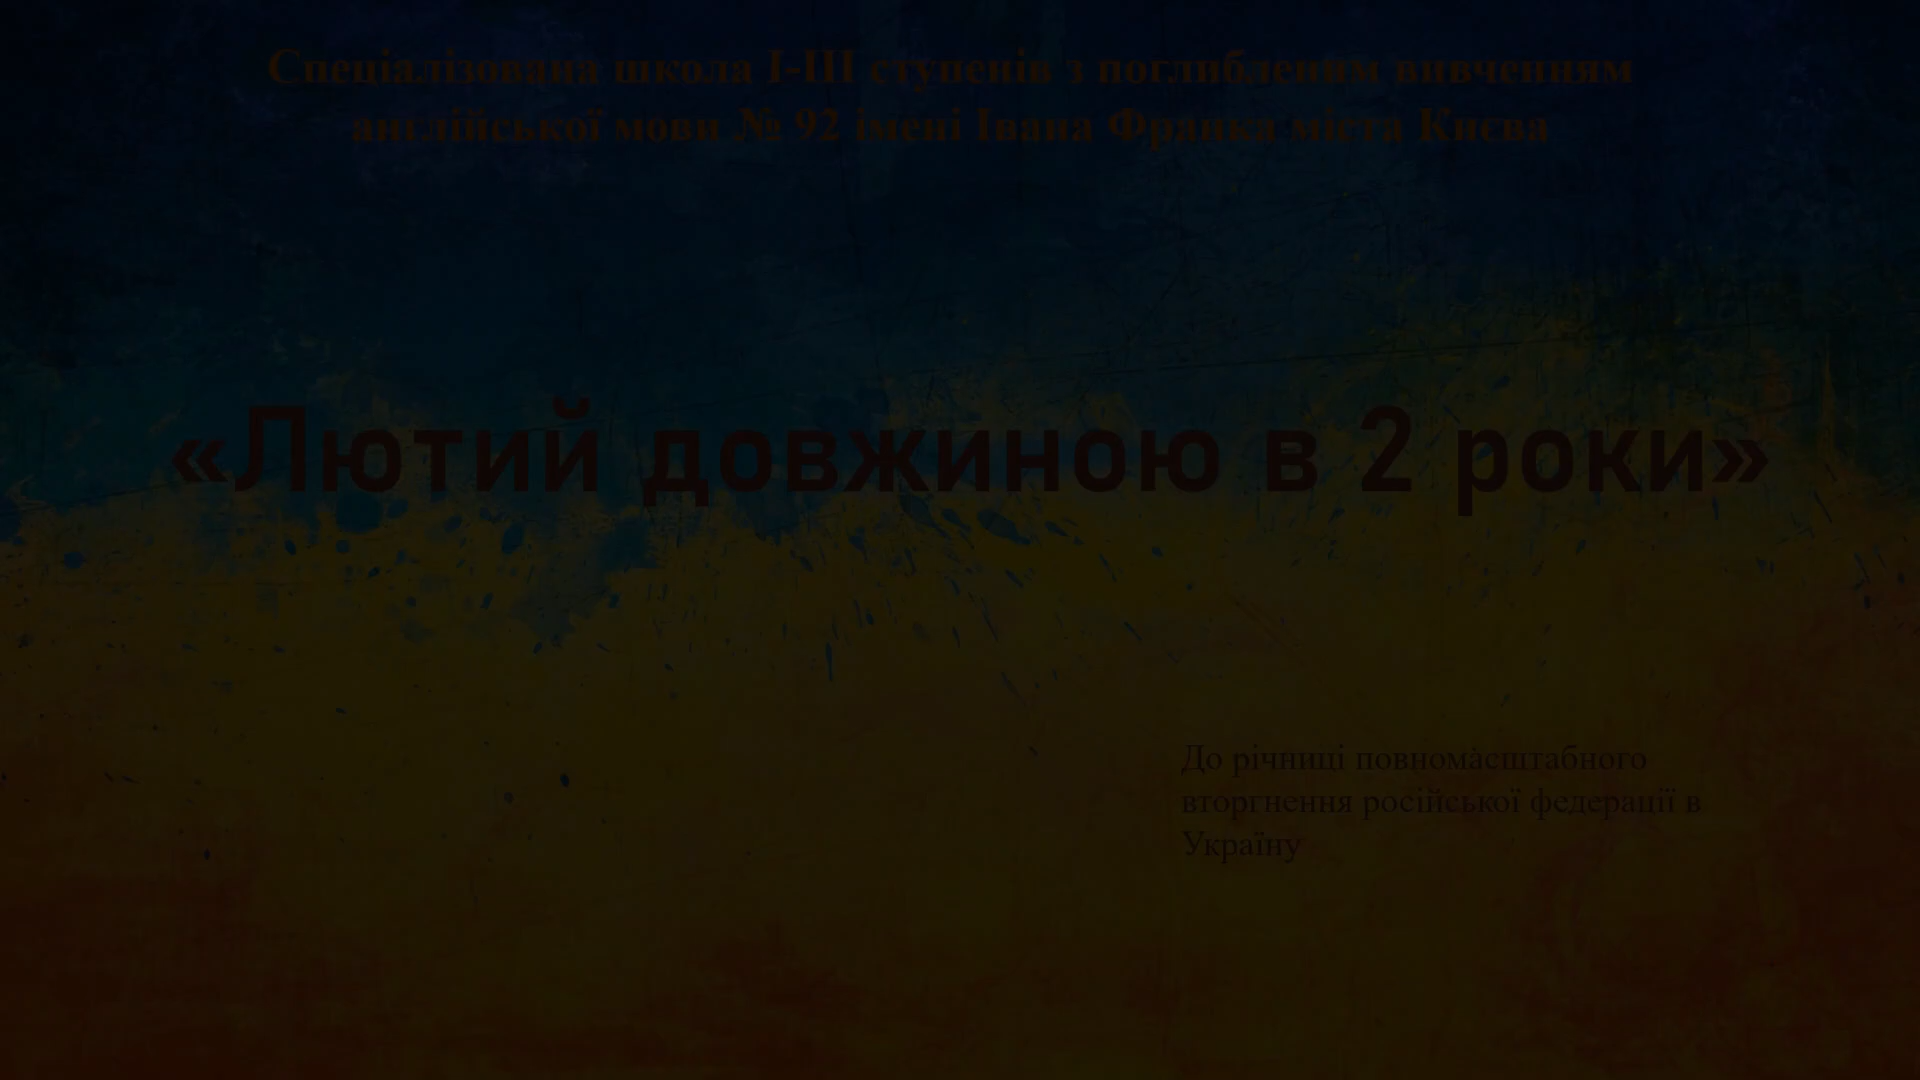 Спеціалізована школа І-ІІІ ступенів з поглибленим вивченням
англійської мови № 92 імені Івана Франка міста Києва
«Лютий довжиною в 2 роки»
До річниці повномасштабного
вторгнення російської федерації в
Україну